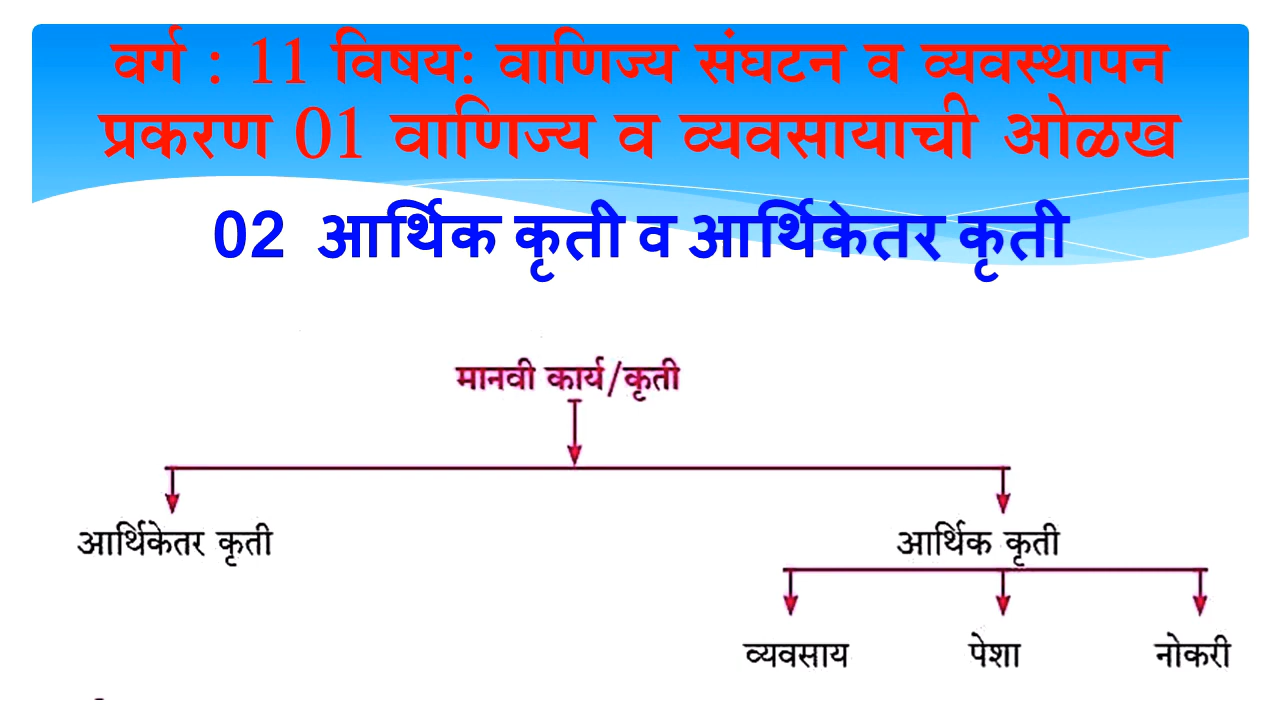 वर्ग : 11 विषय: वाणिज्य संघटन व व्यवस्थापन
प्रकरण 01 वाणिज्य व व्यवसायाची ओळख
02 आर्थिक कृती व आर्थिकेतर कृती
मानवी कार्य/कृती
आर्थिकेतर कृती
आर्थिक कृती
व्यवसाय
पेशा
नोकरी